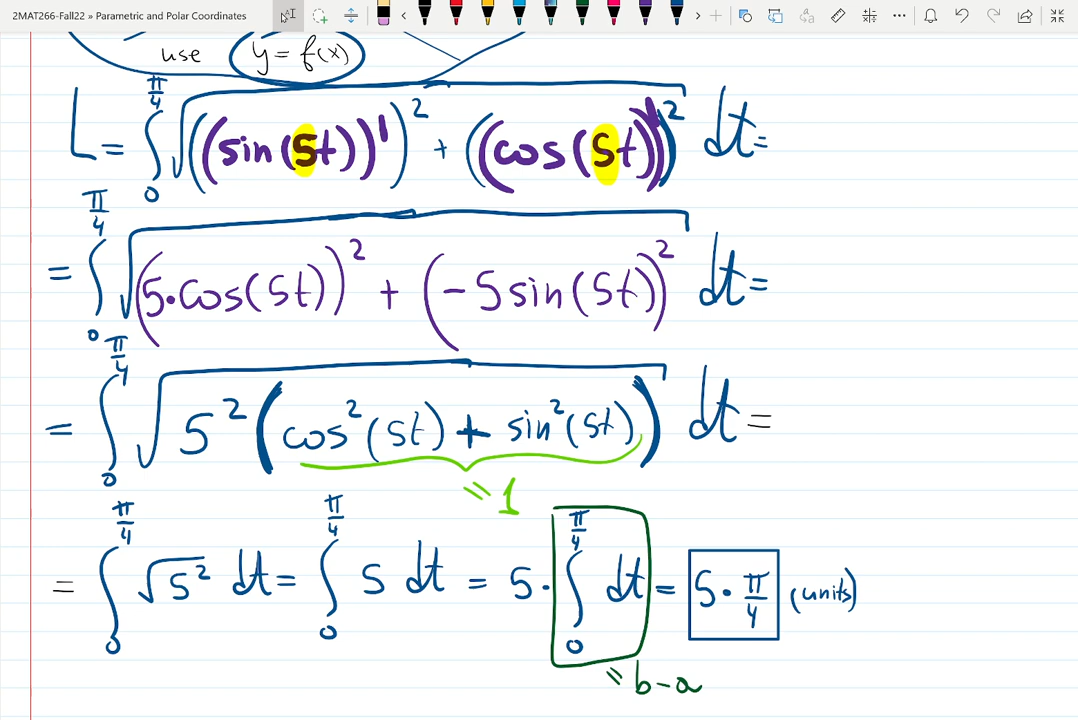 2MAT266-Fall22 » Parametric and Polar Coordinates
use y = f(x)
L = ∫₀^(π/4) √(((sin(5t))')² + ((cos(5t))')²) dt =
= ∫₀^(π/4) √((5·cos(5t))² + (-5sin(5t))²) dt =
= ∫₀^(π/4) √(5²(cos²(5t) + sin²(5t))) dt =
= 1
= ∫₀^(π/4) √5² dt = ∫₀^(π/4) 5 dt = 5·∫₀^(π/4) dt = 5·π/4 (units)
= b-a